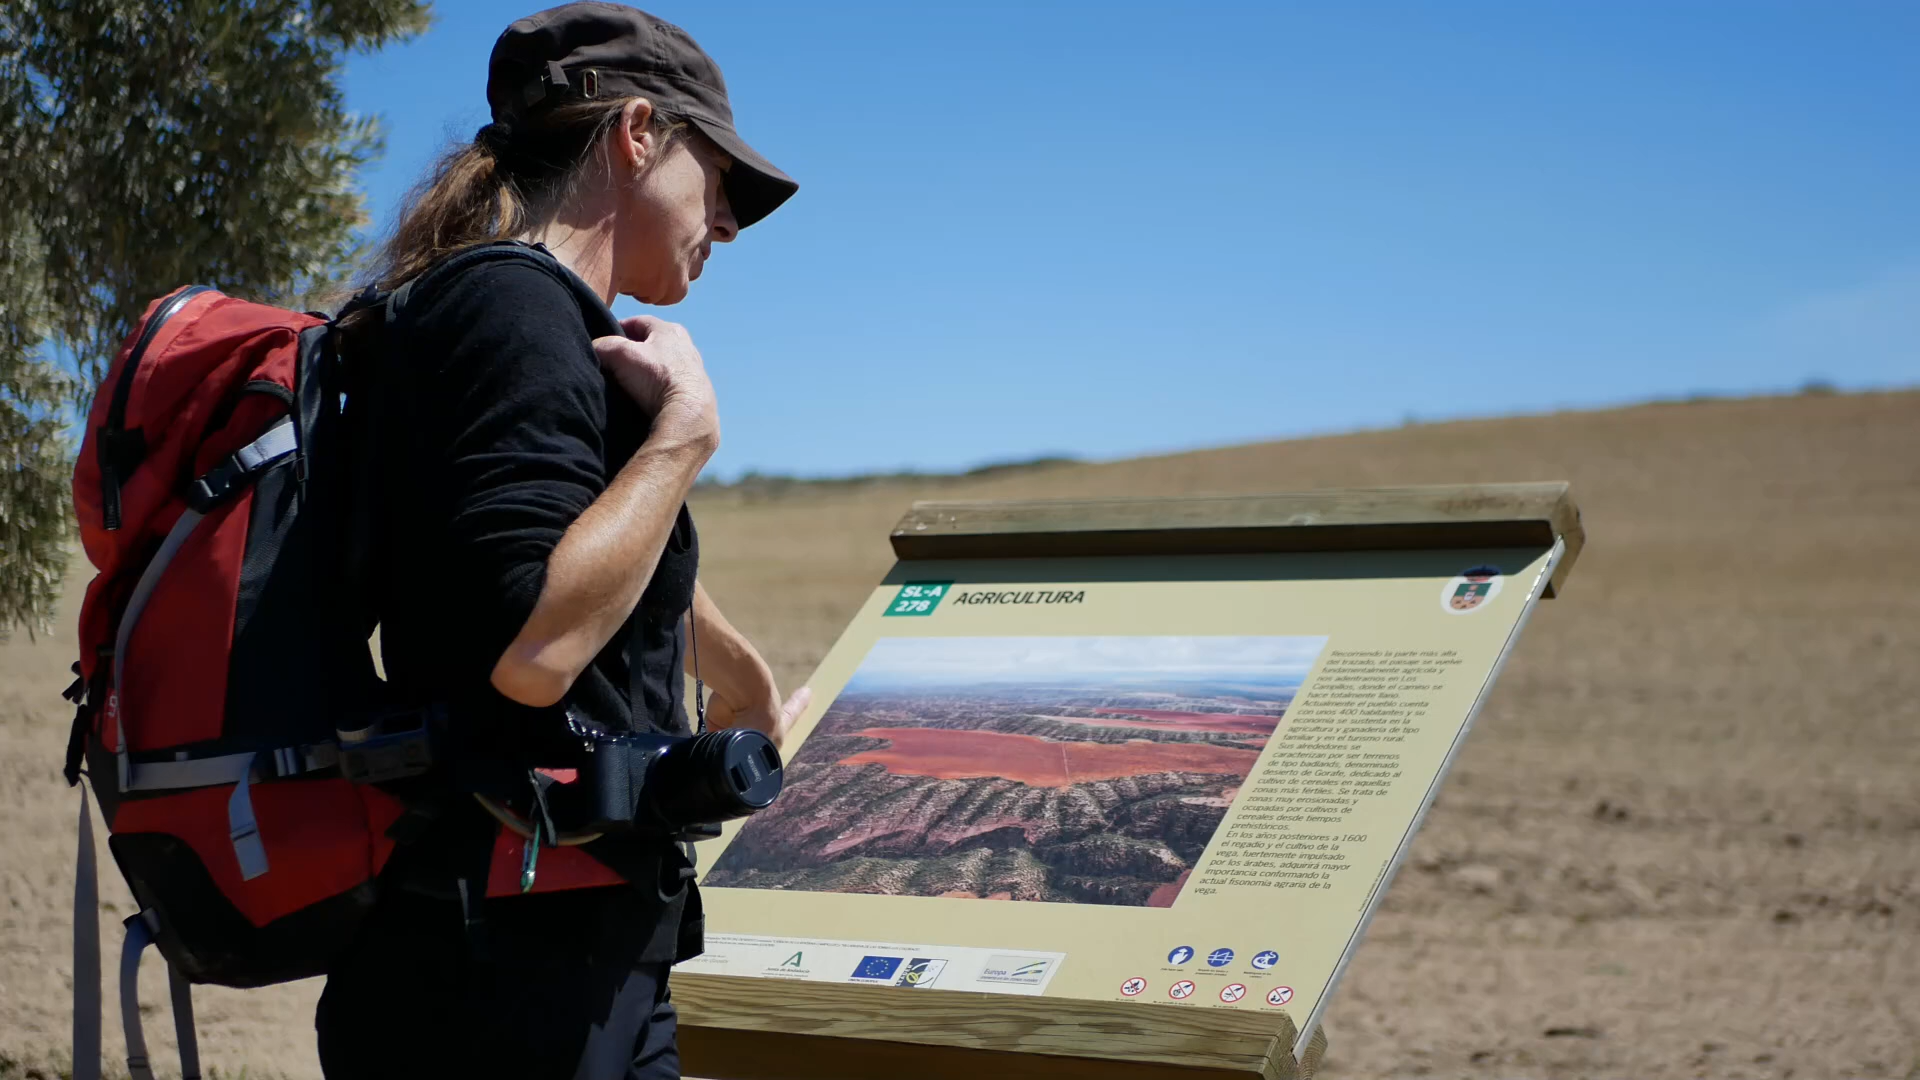 SL-A
278
AGRICULTURA
Recorriendo la parte más alta
del trazado, el paisaje se vuelve
fundamentalmente agrícola y
nos adentramos en Los
Campillos, donde el camino se
hace totalmente llano.
Actualmente el pueblo cuenta
con unos 400 habitantes y su
economía se sustenta en la
agricultura y ganadería de tipo
familiar y en el turismo rural.
Sus alrededores se
caracterizan por ser terrenos
de tipo badlands, denominado
desierto de Gorafe, dedicado al
cultivo de cereales en aquellas
zonas más fértiles. Se trata de
zonas muy erosionadas y
ocupadas por cultivos de
cereales desde tiempos
prehistóricos.
En los años posteriores a 1600
el regadío y el cultivo de la
vega, fuertemente impulsado
por los árabes, adquirirá mayor
importancia conformando la
actual fisonomía agraria de la
vega.
Europa